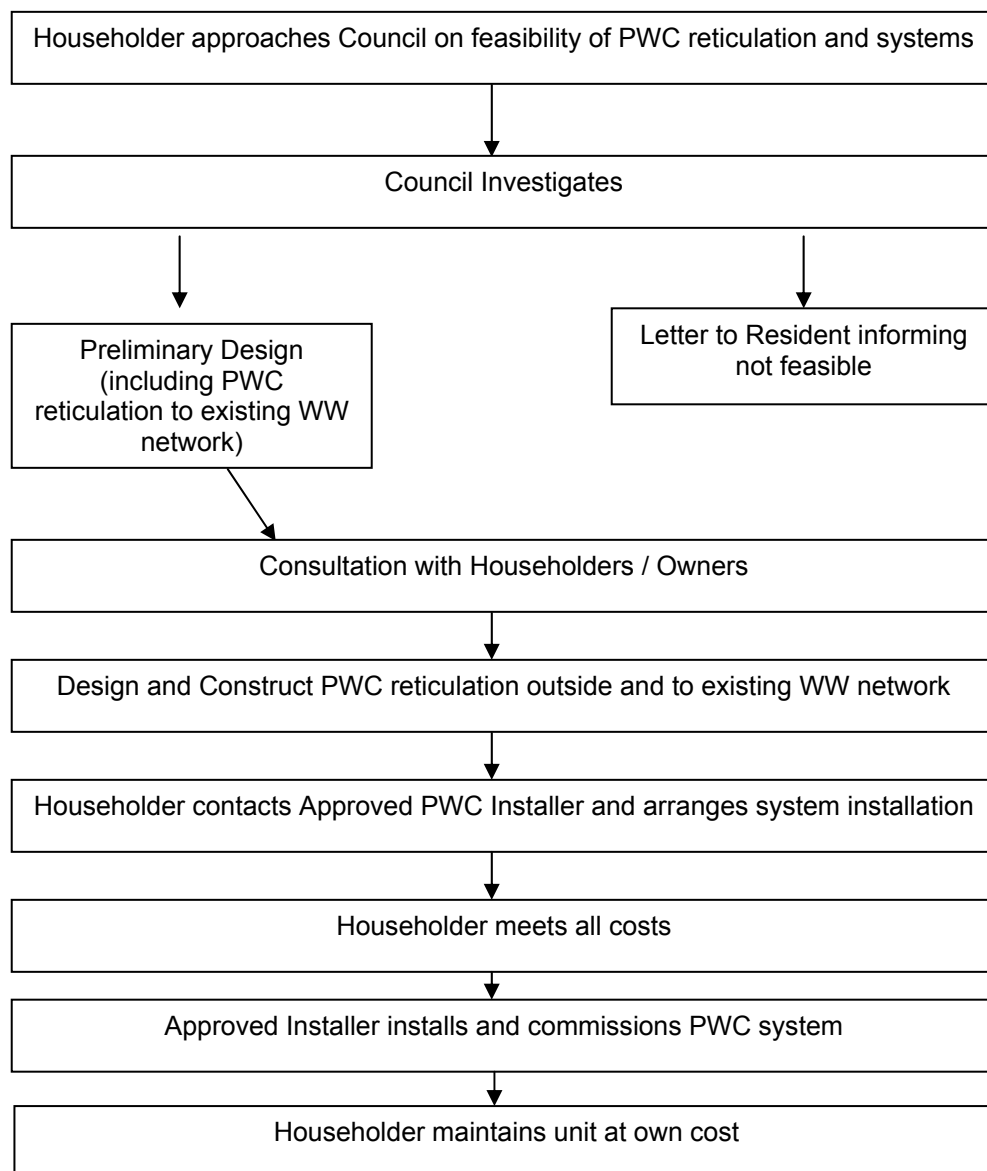 Householder approaches Council on feasibility of PWC reticulation and systems
Council Investigates
Preliminary Design
(including PWC
reticulation to existing WW
network)
Letter to Resident informing
not feasible
Consultation with Householders / Owners
Design and Construct PWC reticulation outside and to existing WW network
Householder contacts Approved PWC Installer and arranges system installation
Householder meets all costs
Approved Installer installs and commissions PWC system
Householder maintains unit at own cost